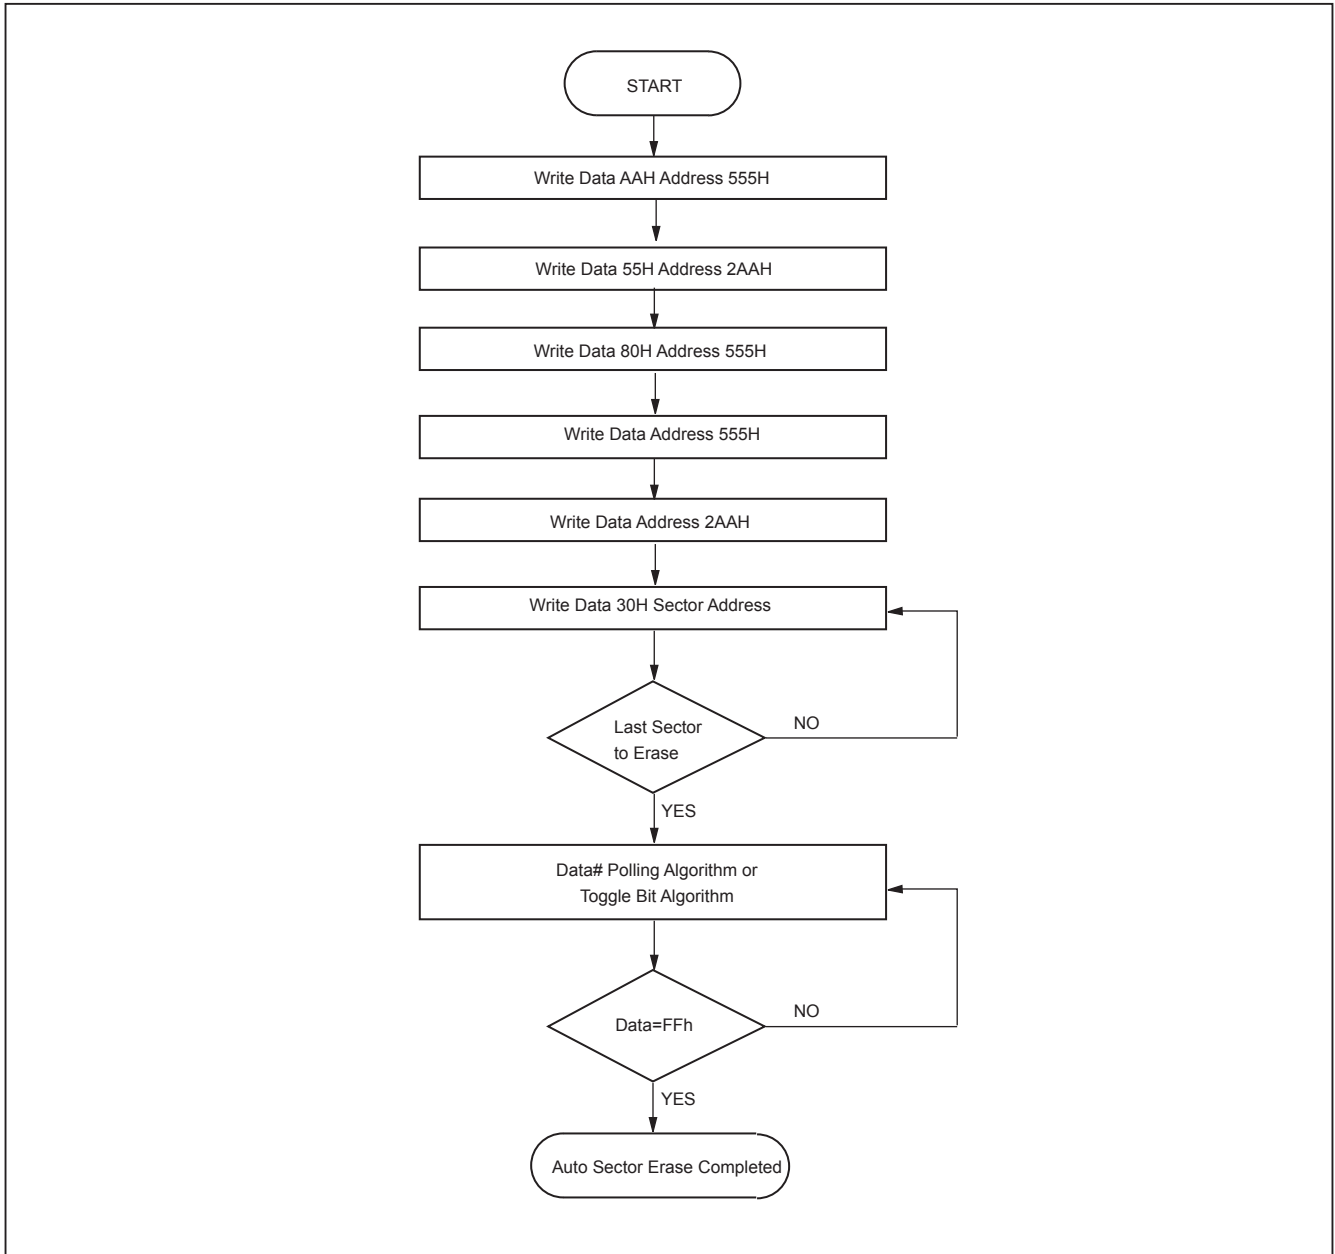 START
Write Data AAH Address 555H
Write Data 55H Address 2AAH
Write Data 80H Address 555H
Write Data Address 555H
Write Data Address 2AAH
Write Data 30H Sector Address
Last Sector
to Erase
NO
YES
Data# Polling Algorithm or
Toggle Bit Algorithm
Data=FFh
NO
YES
Auto Sector Erase Completed